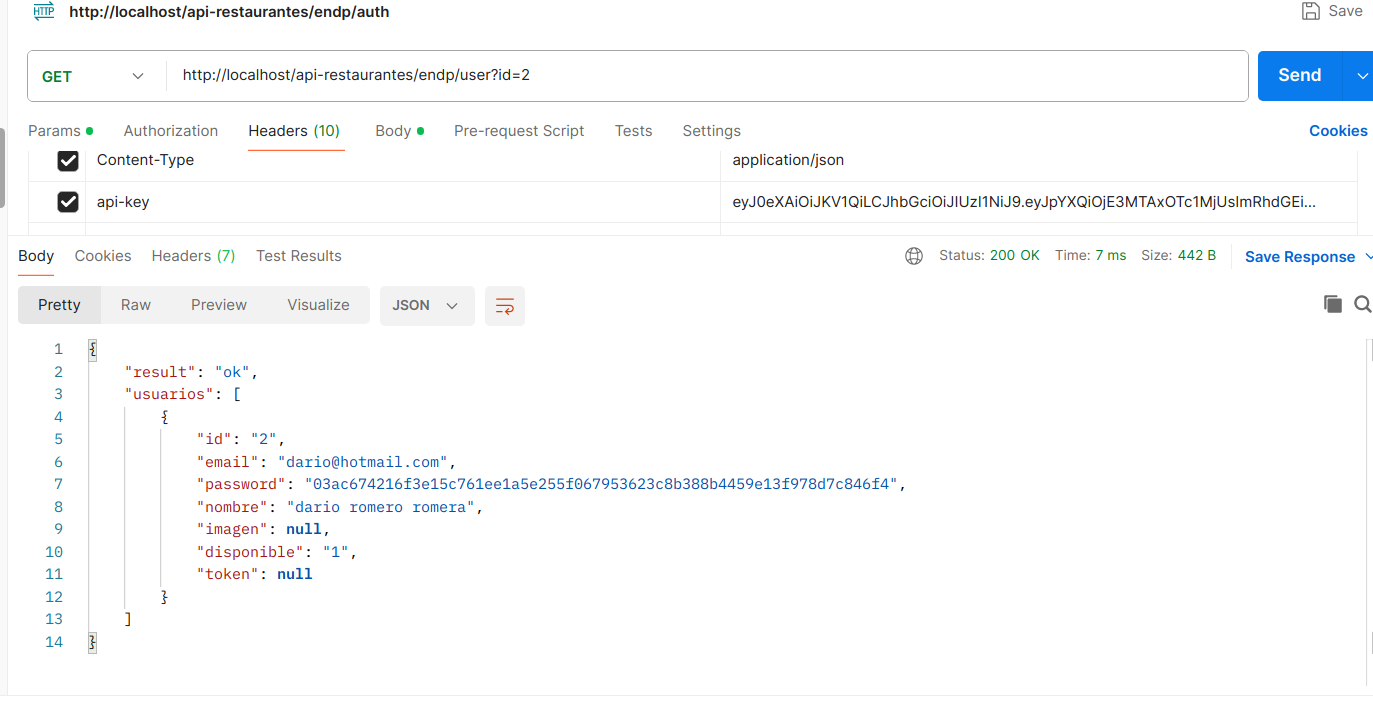 HTTP http://localhost/api-restaurantes/endp/auth Save
GET http://localhost/api-restaurantes/endp/user?id=2 Send
Params Authorization Headers (10) Body Pre-request Script Tests Settings Cookies
Content-Type application/json
api-key eyJ0eXAiOiJKV1QiLCJhbGciOiJIUzI1NiJ9.eyJpYXQiOjE3MTAxOTc1MjUsImRhdGEi...
Body Cookies Headers (7) Test Results Status: 200 OK Time: 7 ms Size: 442 B Save Response
Pretty Raw Preview Visualize JSON
1 {
2 "result": "ok",
3 "usuarios": [
4 {
5 "id": "2",
6 "email": "dario@hotmail.com",
7 "password": "03ac674216f3e15c761ee1a5e255f067953623c8b388b4459e13f978d7c846f4",
8 "nombre": "dario romero romera",
9 "imagen": null,
10 "disponible": "1",
11 "token": null
12 }
13 ]
14 }